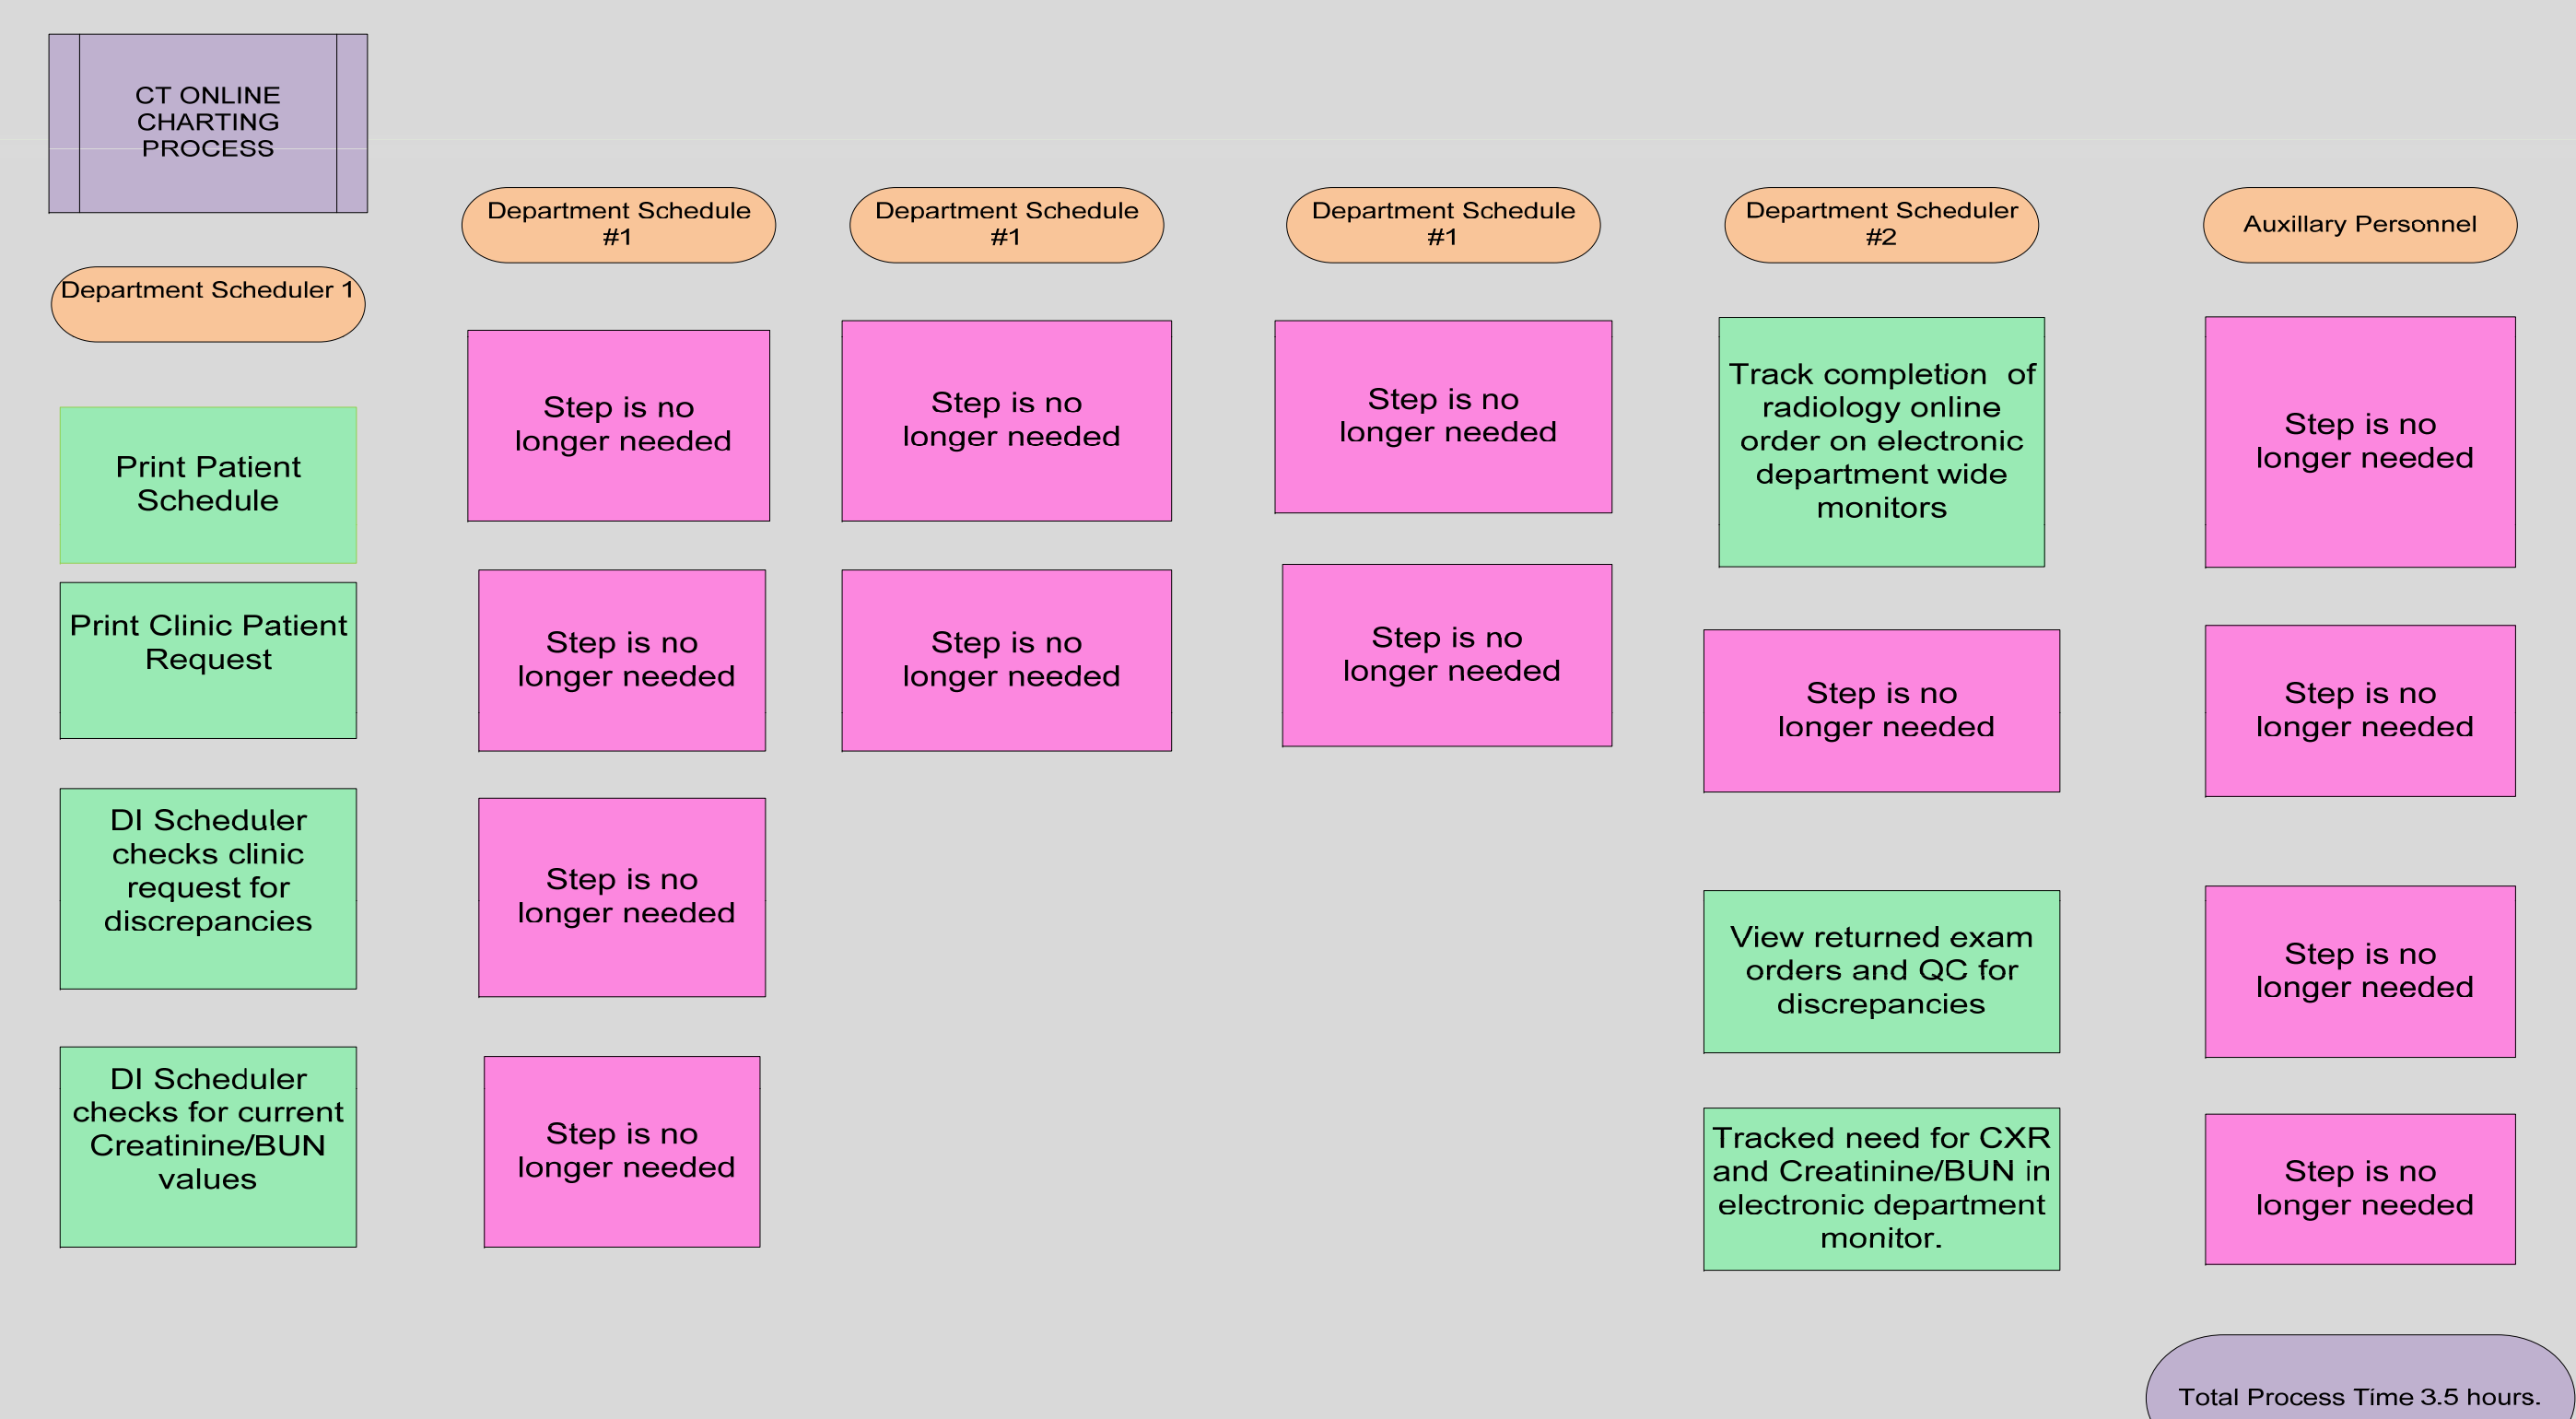 CT ONLINE
CHARTING
PROCESS
Department Scheduler 1
Print Patient
Schedule
Print Clinic Patient
Request
DI Scheduler
checks clinic
request for
discrepancies
DI Scheduler
checks for current
Creatinine/BUN
values
Department Schedule
#1
Step is no
longer needed
Step is no
longer needed
Step is no
longer needed
Step is no
longer needed
Department Schedule
#1
Step is no
longer needed
Step is no
longer needed
Department Schedule
#1
Step is no
longer needed
Step is no
longer needed
Department Scheduler
#2
Track completion of
radiology online
order on electronic
department wide
monitors
Step is no
longer needed
View returned exam
orders and QC for
discrepancies
Tracked need for CXR
and Creatinine/BUN in
electronic department
monitor.
Auxillary Personnel
Step is no
longer needed
Step is no
longer needed
Step is no
longer needed
Step is no
longer needed
Total Process Time 3.5 hours.